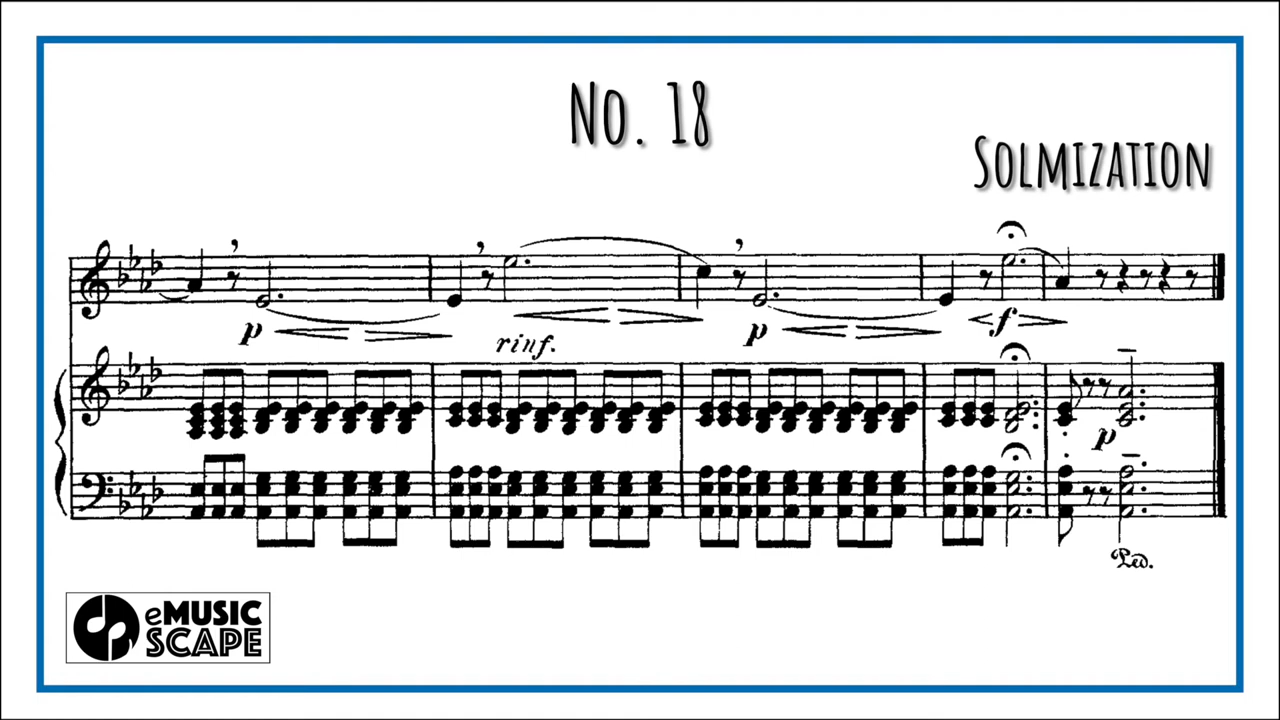 No. 18
Solmization
p
rinf.
p
f
p
Ped.
eMUSIC
SCAPE